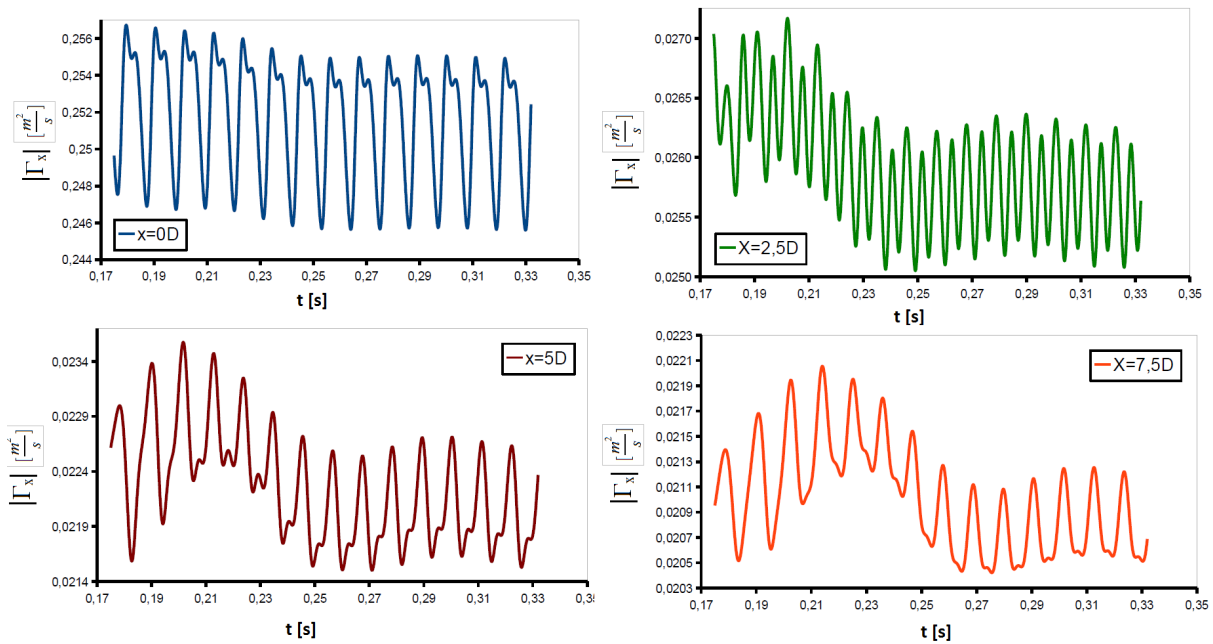 0,256
0,254
0,252
0,25
0,248
0,246
0,244
|Γx| [m²/s]
x=0D
0,17 0,19 0,21 0,23 0,25 0,27 0,29 0,31 0,33 0,35
t [s]
0,0270
0,0265
0,0260
0,0255
0,0250
|Γx| [m²/s]
X=2,5D
0,17 0,19 0,21 0,23 0,25 0,27 0,29 0,31 0,33 0,35
t [s]
0,0234
0,0229
0,0224
0,0219
0,0214
|Γx| [m²/s]
x=5D
0,17 0,19 0,21 0,23 0,25 0,27 0,29 0,31 0,33 0,35
t [s]
0,0223
0,0221
0,0219
0,0217
0,0215
0,0213
0,0211
0,0209
0,0207
0,0205
0,0203
|Γx| [m²/s]
X=7,5D
0,17 0,19 0,21 0,23 0,25 0,27 0,29 0,31 0,33 0,35
t [s]